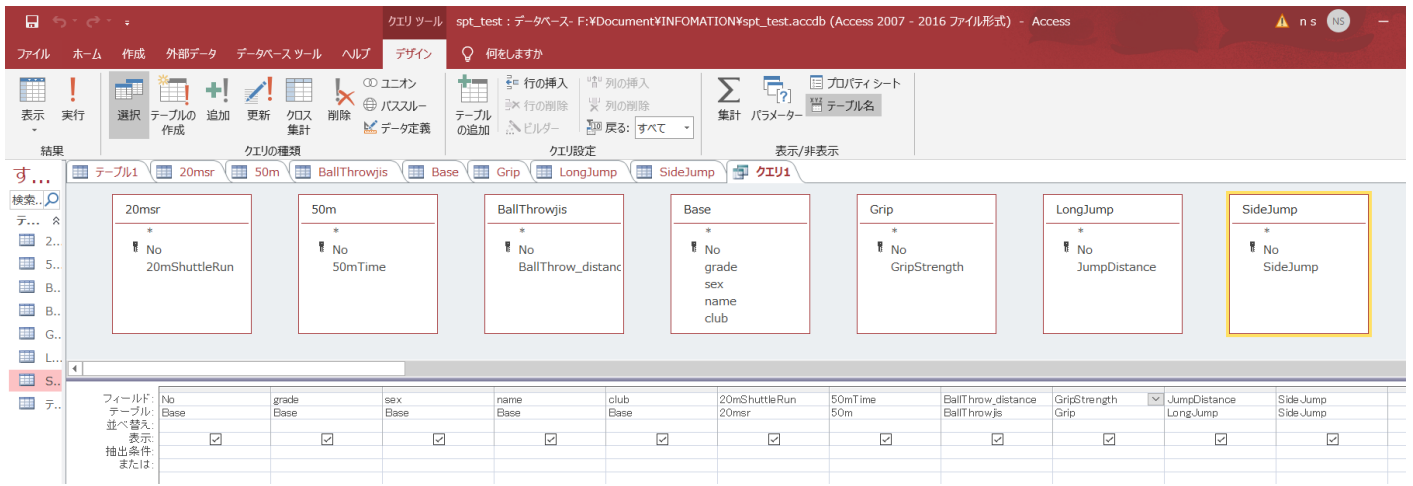 クエリ ツール spt_test : データベース- F:¥Document¥INFOMATION¥spt_test.accdb (Access 2007 - 2016 ファイル形式) - Access n s NS
ファイル ホーム 作成 外部データ データベース ツール ヘルプ デザイン 何をしますか
表示 実行 選択 テーブルの作成 追加 更新 クロス集計 削除 ユニオン パススルー データ定義 テーブルの追加 行の挿入 行の削除 ビルダー 列の挿入 列の削除 戻る: すべて 集計 パラメーター プロパティ シート テーブル名
結果 クエリの種類 クエリ設定 表示/非表示
す... テーブル1 20msr 50m BallThrowjis Base Grip LongJump SideJump クエリ1
検索..
テ...
2..
5..
B..
B..
G..
L...
S..
テ..
20msr
*
No
20mShuttleRun
50m
*
No
50mTime
BallThrowjis
*
No
BallThrow_distanc
Base
*
No
grade
sex
name
club
Grip
*
No
GripStrength
LongJump
*
No
JumpDistance
SideJump
*
No
SideJump
フィールド: No grade sex name club 20mShuttleRun 50mTime BallThrow_distance GripStrength JumpDistance SideJump
テーブル: Base Base Base Base Base 20msr 50m BallThrowjis Grip LongJump SideJump
並べ替え:
表示:
抽出条件:
または: